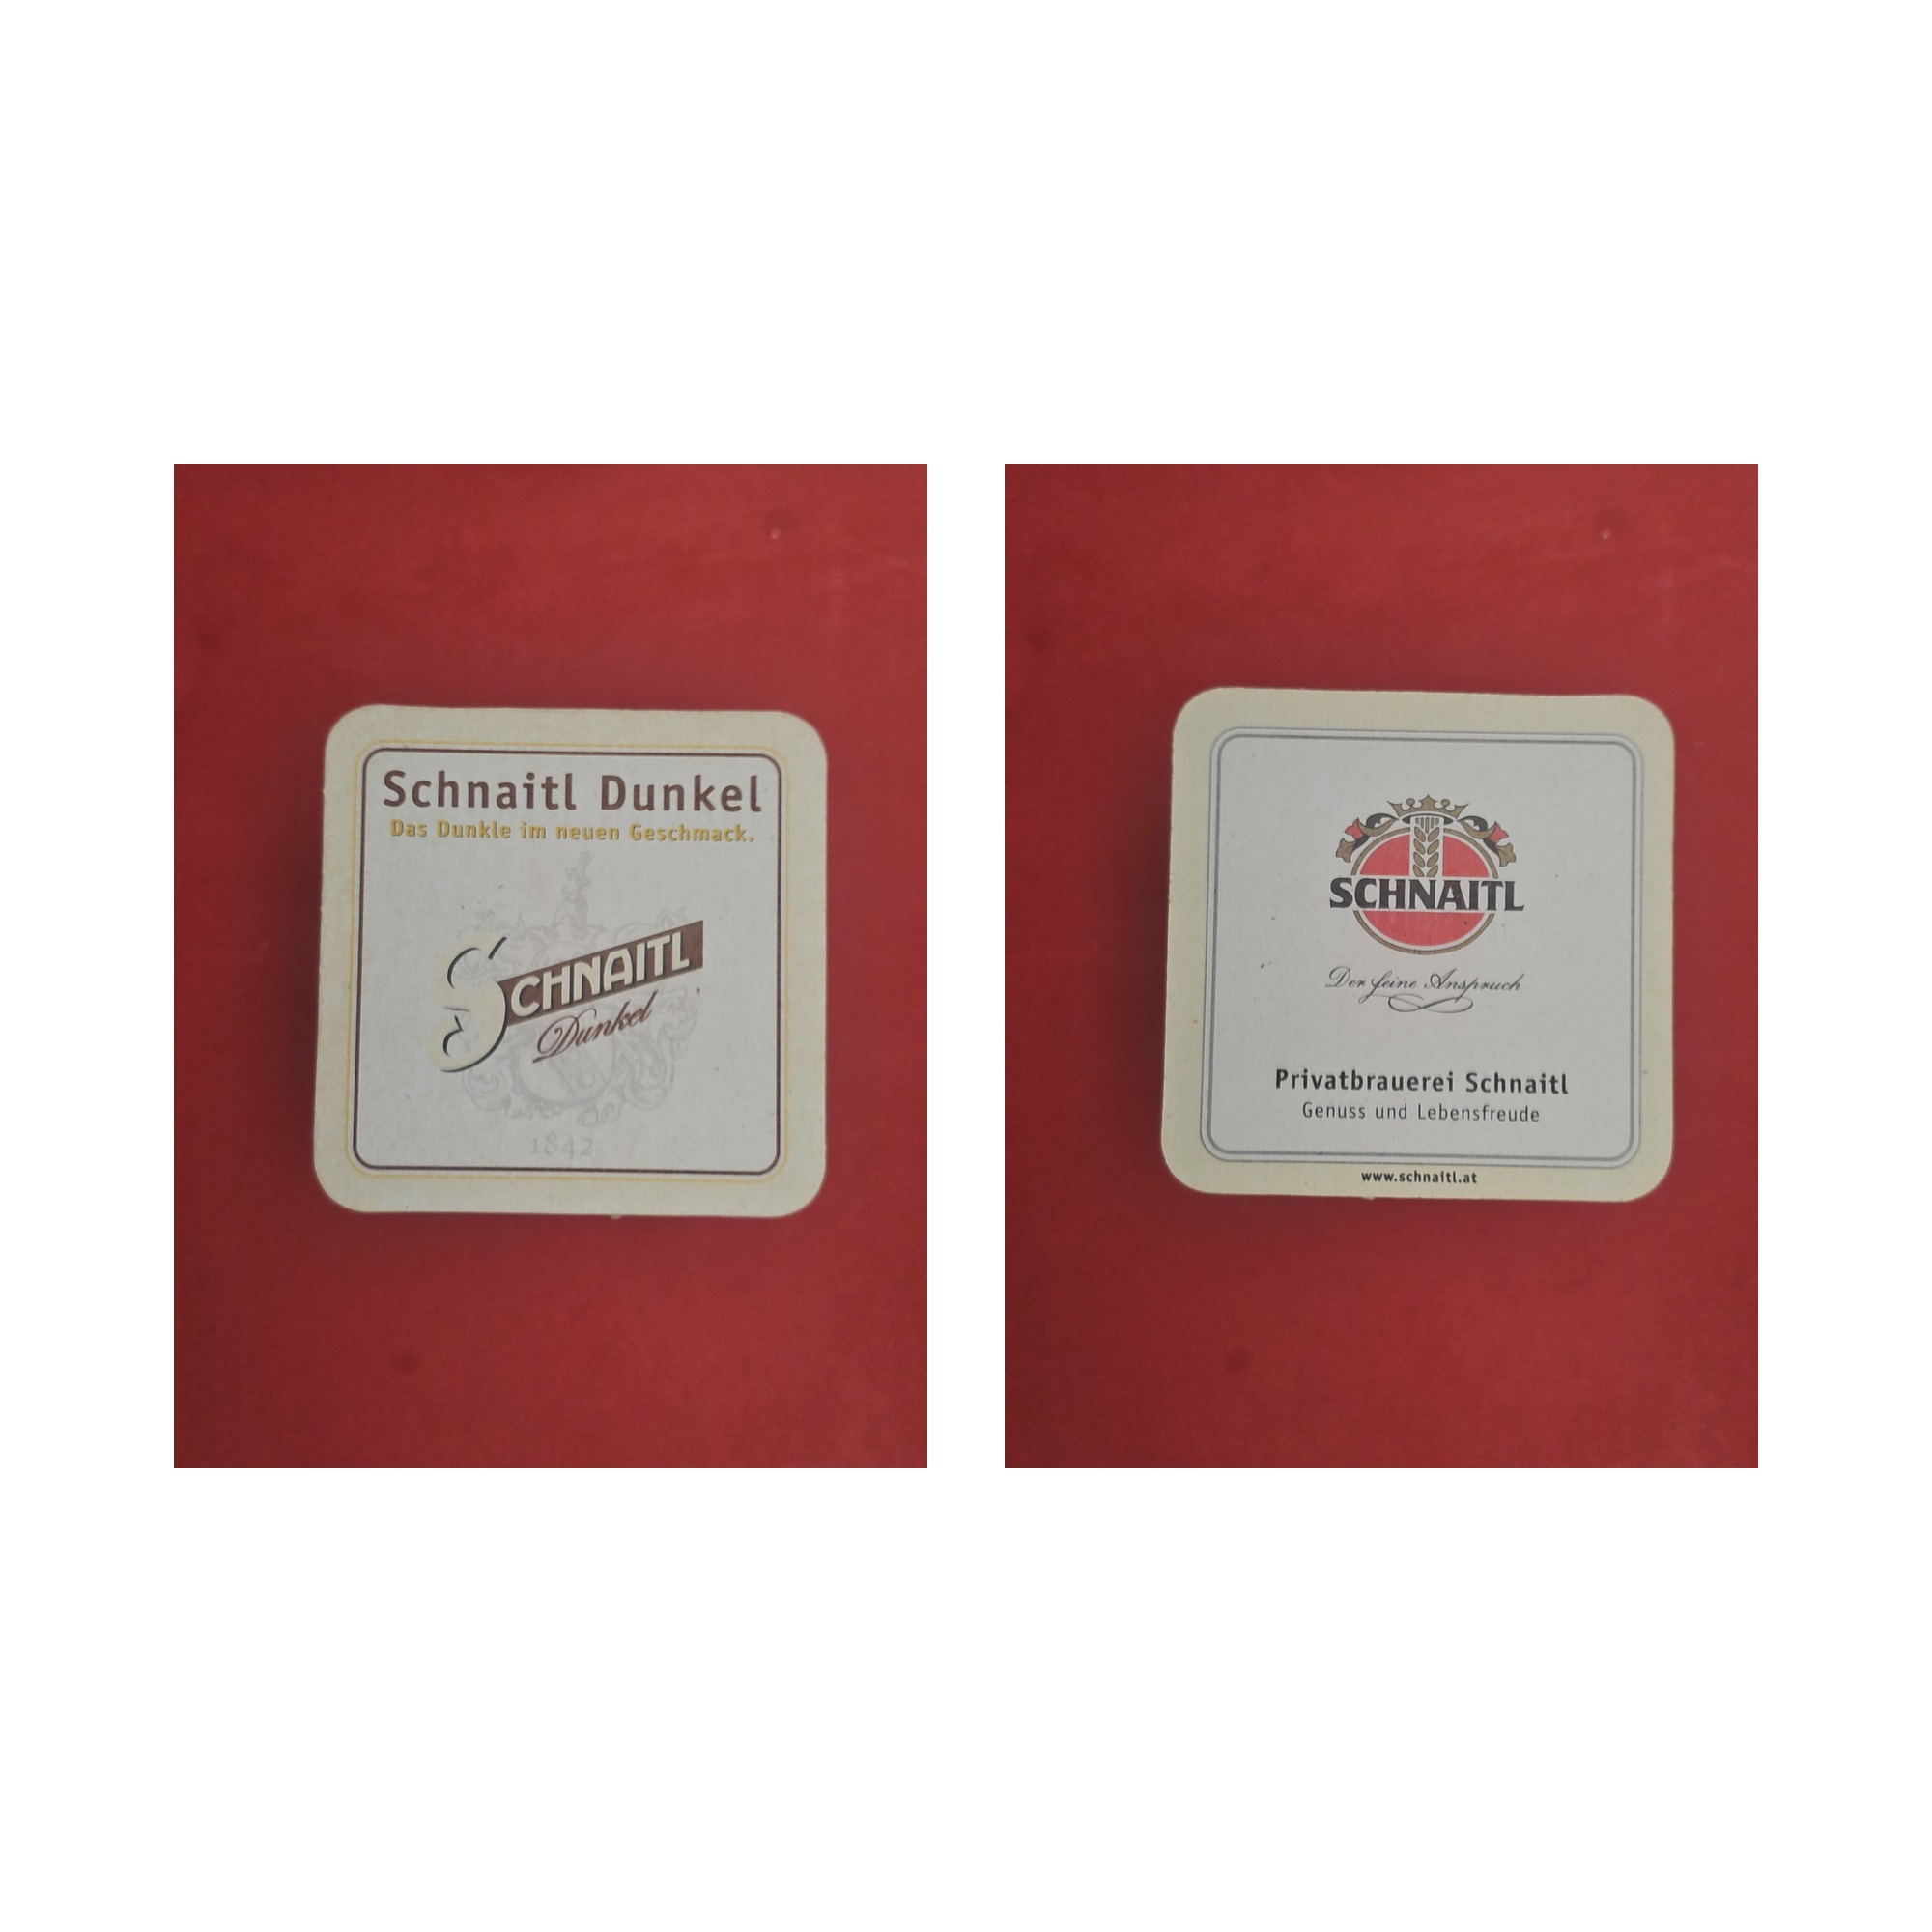 Schnaitl Dunkel
Das Dunkle im neuen Geschmack.
SCHNAITL
Dunkel
1842
SCHNAITL
Der feine Anspruch
Privatbrauerei Schnaitl
Genuss und Lebensfreude
www.schnaitl.at